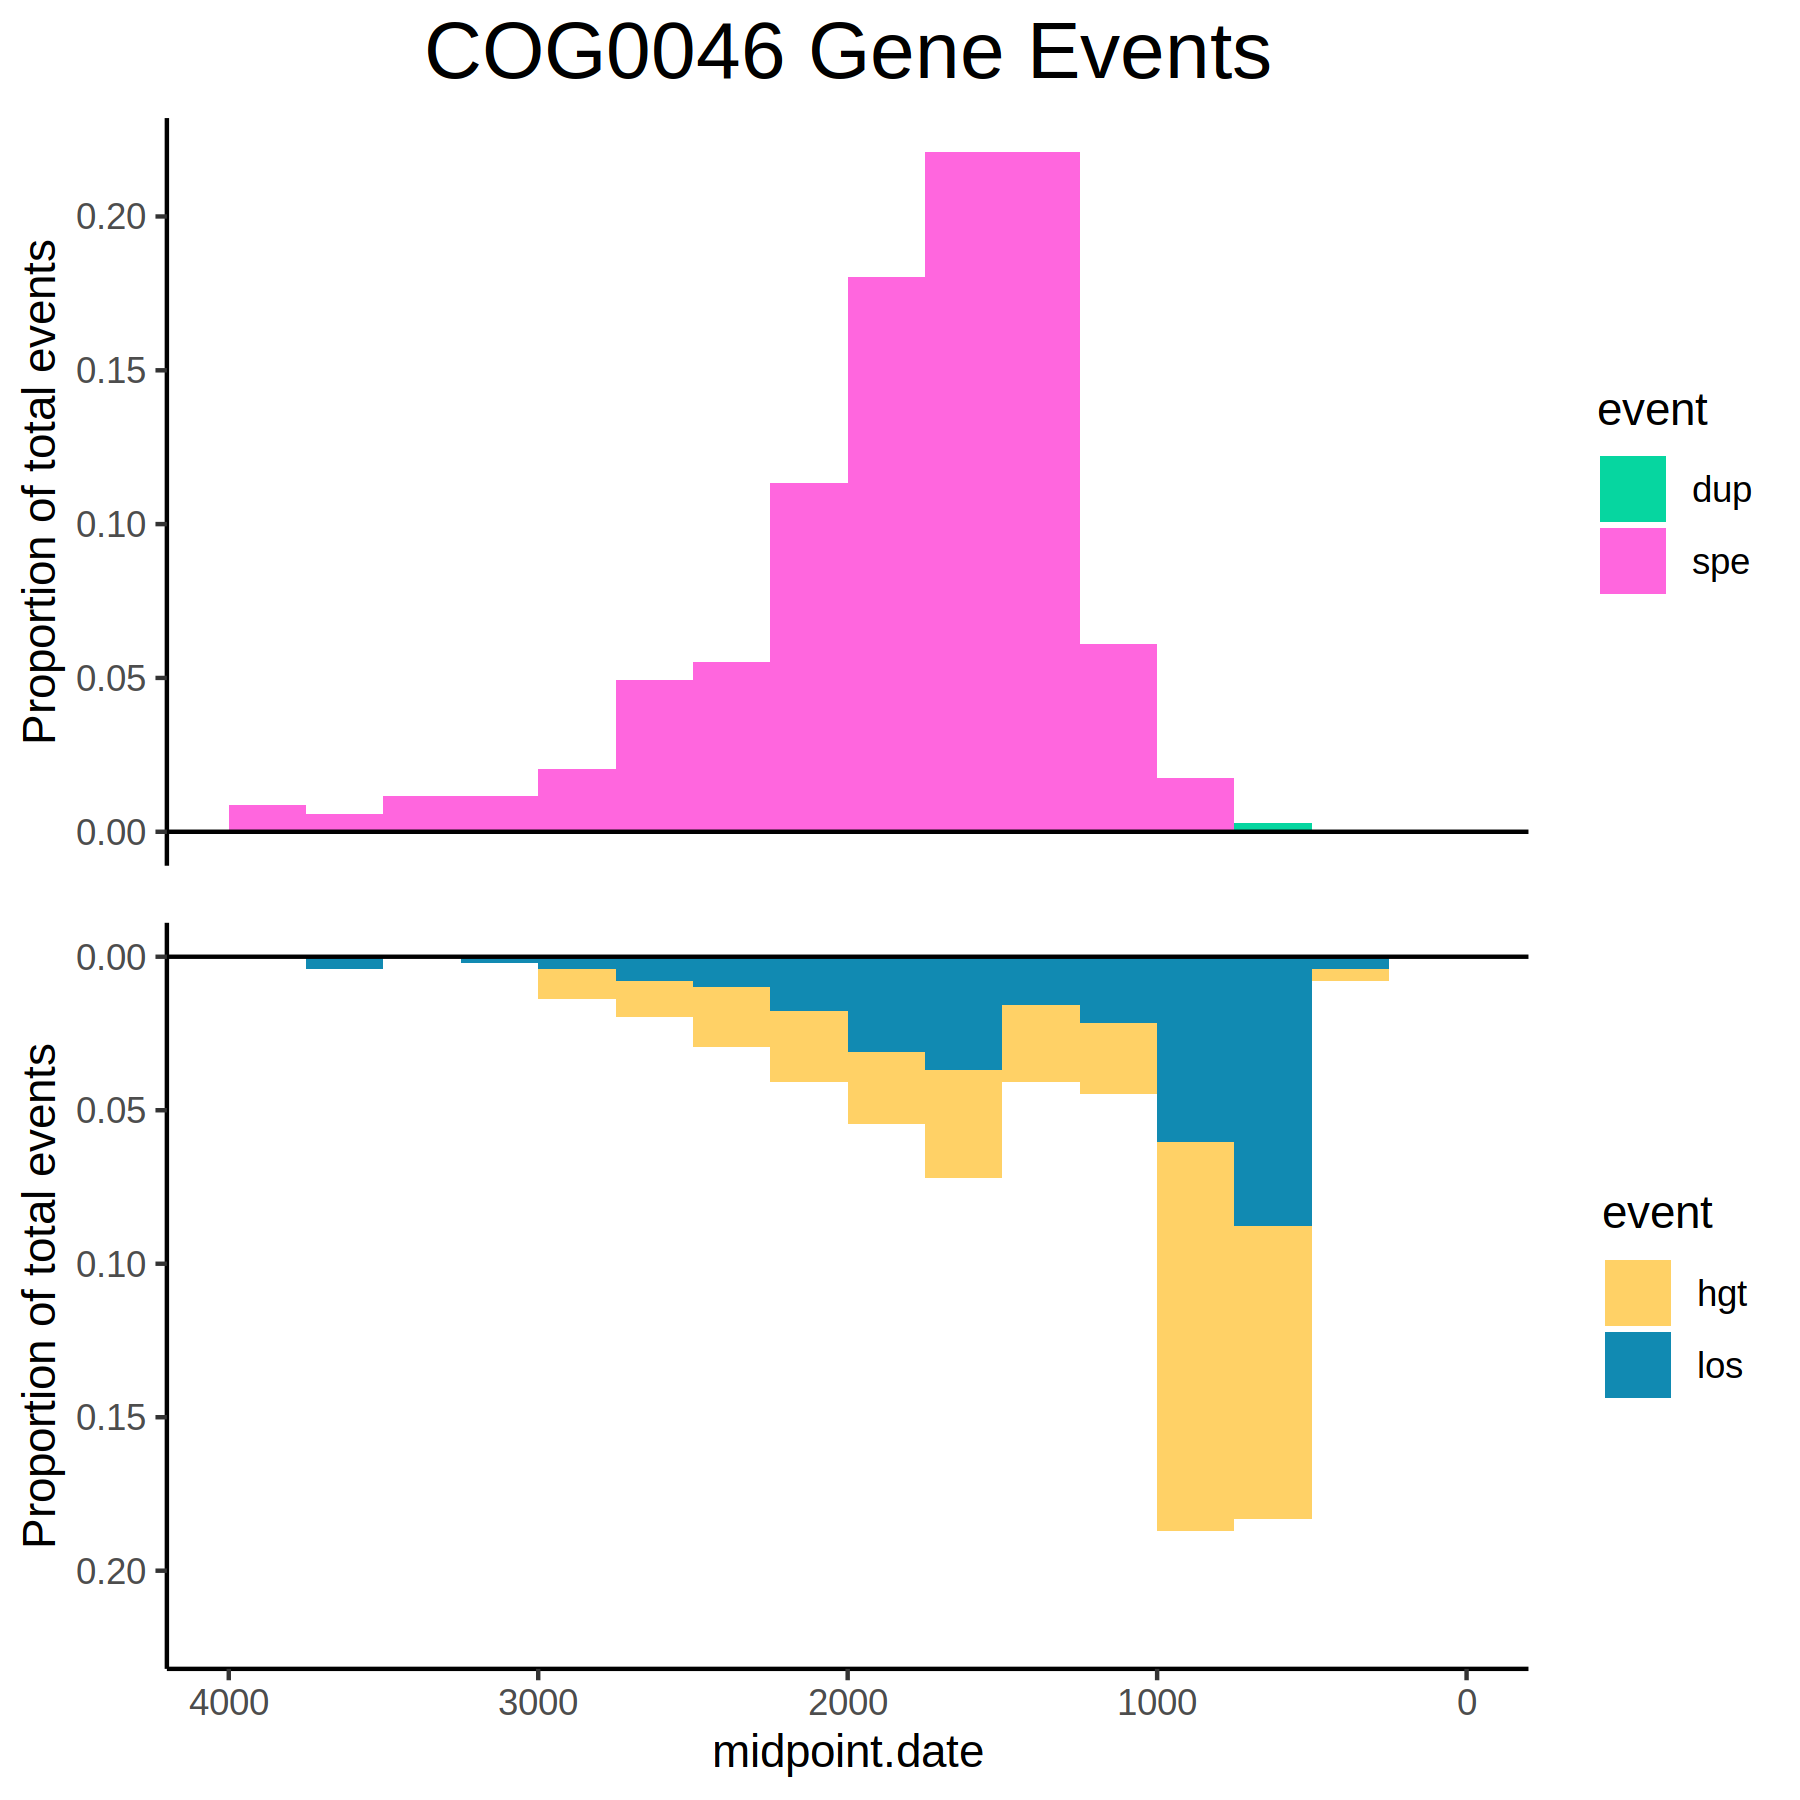 COG0046 Gene Events
Proportion of total events
0.20
0.15
0.10
0.05
0.00
event
dup
spe
Proportion of total events
0.00
0.05
0.10
0.15
0.20
event
hgt
los
4000 3000 2000 1000 0
midpoint.date